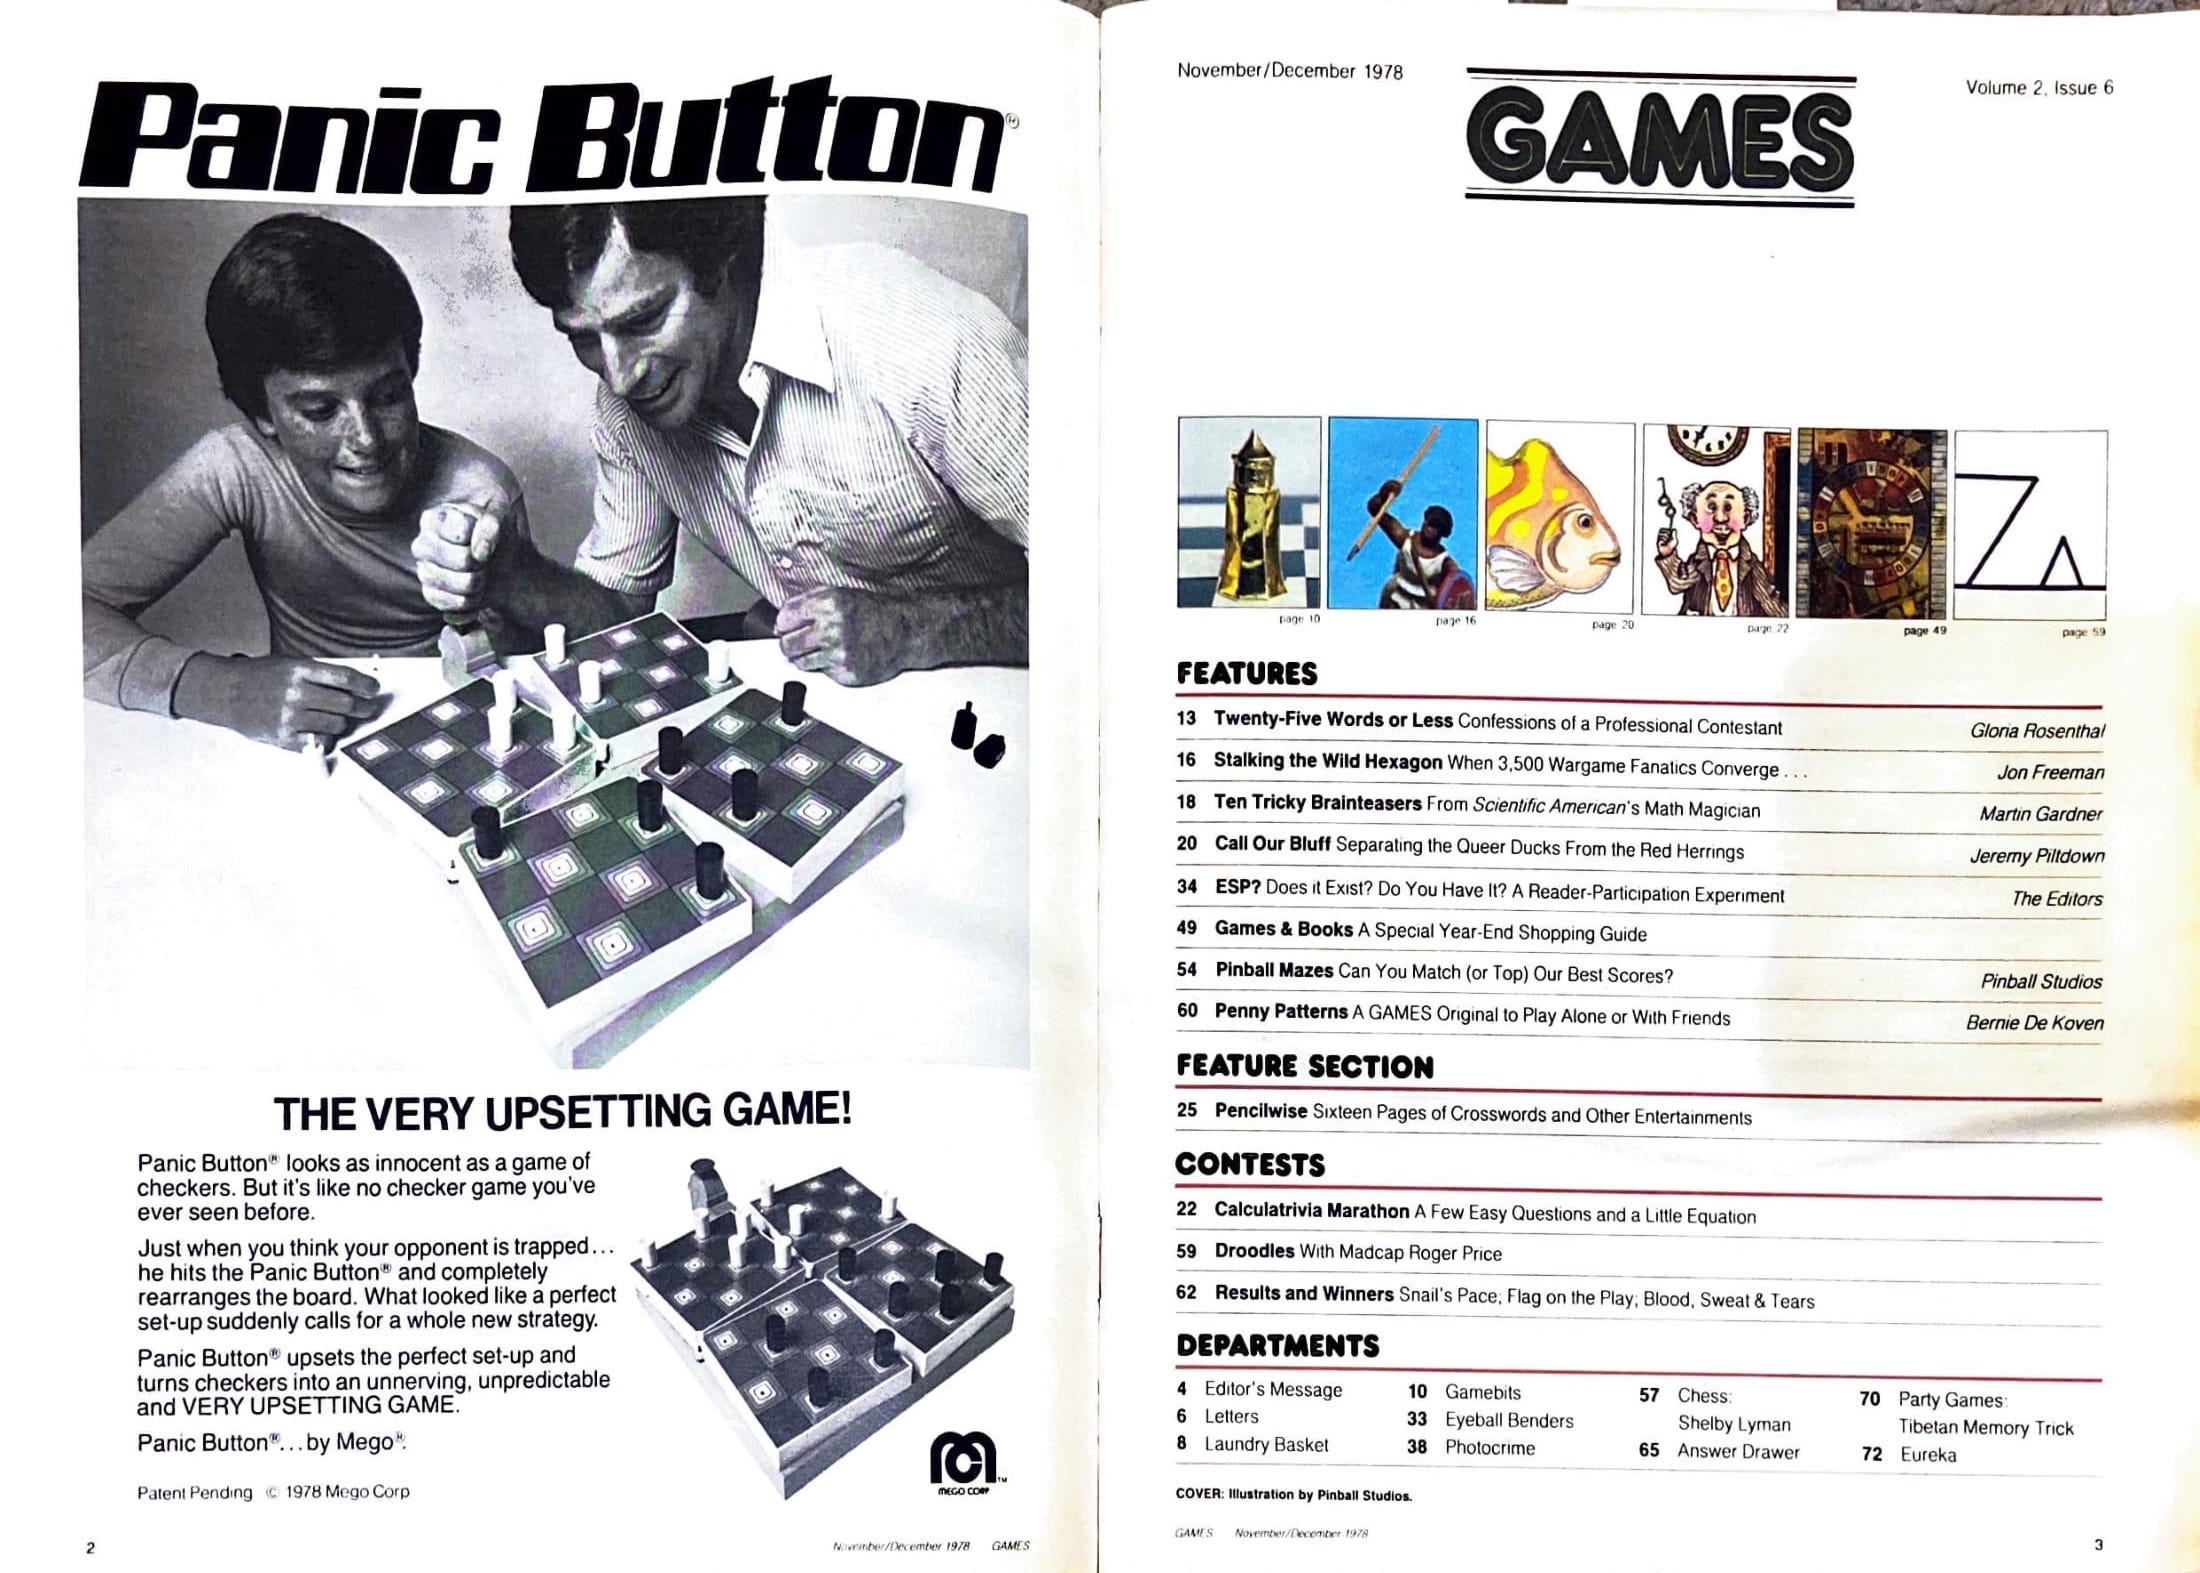 Panic Button®
THE VERY UPSETTING GAME!
Panic Button® looks as innocent as a game of
checkers. But it's like no checker game you've
ever seen before.
Just when you think your opponent is trapped...
he hits the Panic Button® and completely
rearranges the board. What looked like a perfect
set-up suddenly calls for a whole new strategy.
Panic Button® upsets the perfect set-up and
turns checkers into an unnerving, unpredictable
and VERY UPSETTING GAME.
Panic Button®...by Mego®.
Patent Pending © 1978 Mego Corp
MEGO CORP™
2
November/December 1978 GAMES
November/December 1978
GAMES
Volume 2, Issue 6
page 10
page 16
page 20
page 22
page 49
page 59
FEATURES
13 Twenty-Five Words or Less Confessions of a Professional Contestant Gloria Rosenthal
16 Stalking the Wild Hexagon When 3,500 Wargame Fanatics Converge . . . Jon Freeman
18 Ten Tricky Brainteasers From Scientific American's Math Magician Martin Gardner
20 Call Our Bluff Separating the Queer Ducks From the Red Herrings Jeremy Piltdown
34 ESP? Does it Exist? Do You Have It? A Reader-Participation Experiment The Editors
49 Games & Books A Special Year-End Shopping Guide
54 Pinball Mazes Can You Match (or Top) Our Best Scores? Pinball Studios
60 Penny Patterns A GAMES Original to Play Alone or With Friends Bernie De Koven
FEATURE SECTION
25 Pencilwise Sixteen Pages of Crosswords and Other Entertainments
CONTESTS
22 Calculatrivia Marathon A Few Easy Questions and a Little Equation
59 Droodles With Madcap Roger Price
62 Results and Winners Snail's Pace; Flag on the Play; Blood, Sweat & Tears
DEPARTMENTS
4 Editor's Message
6 Letters
8 Laundry Basket
10 Gamebits
33 Eyeball Benders
38 Photocrime
57 Chess:
Shelby Lyman
65 Answer Drawer
70 Party Games:
Tibetan Memory Trick
72 Eureka
COVER: Illustration by Pinball Studios.
GAMES November/December 1978
3